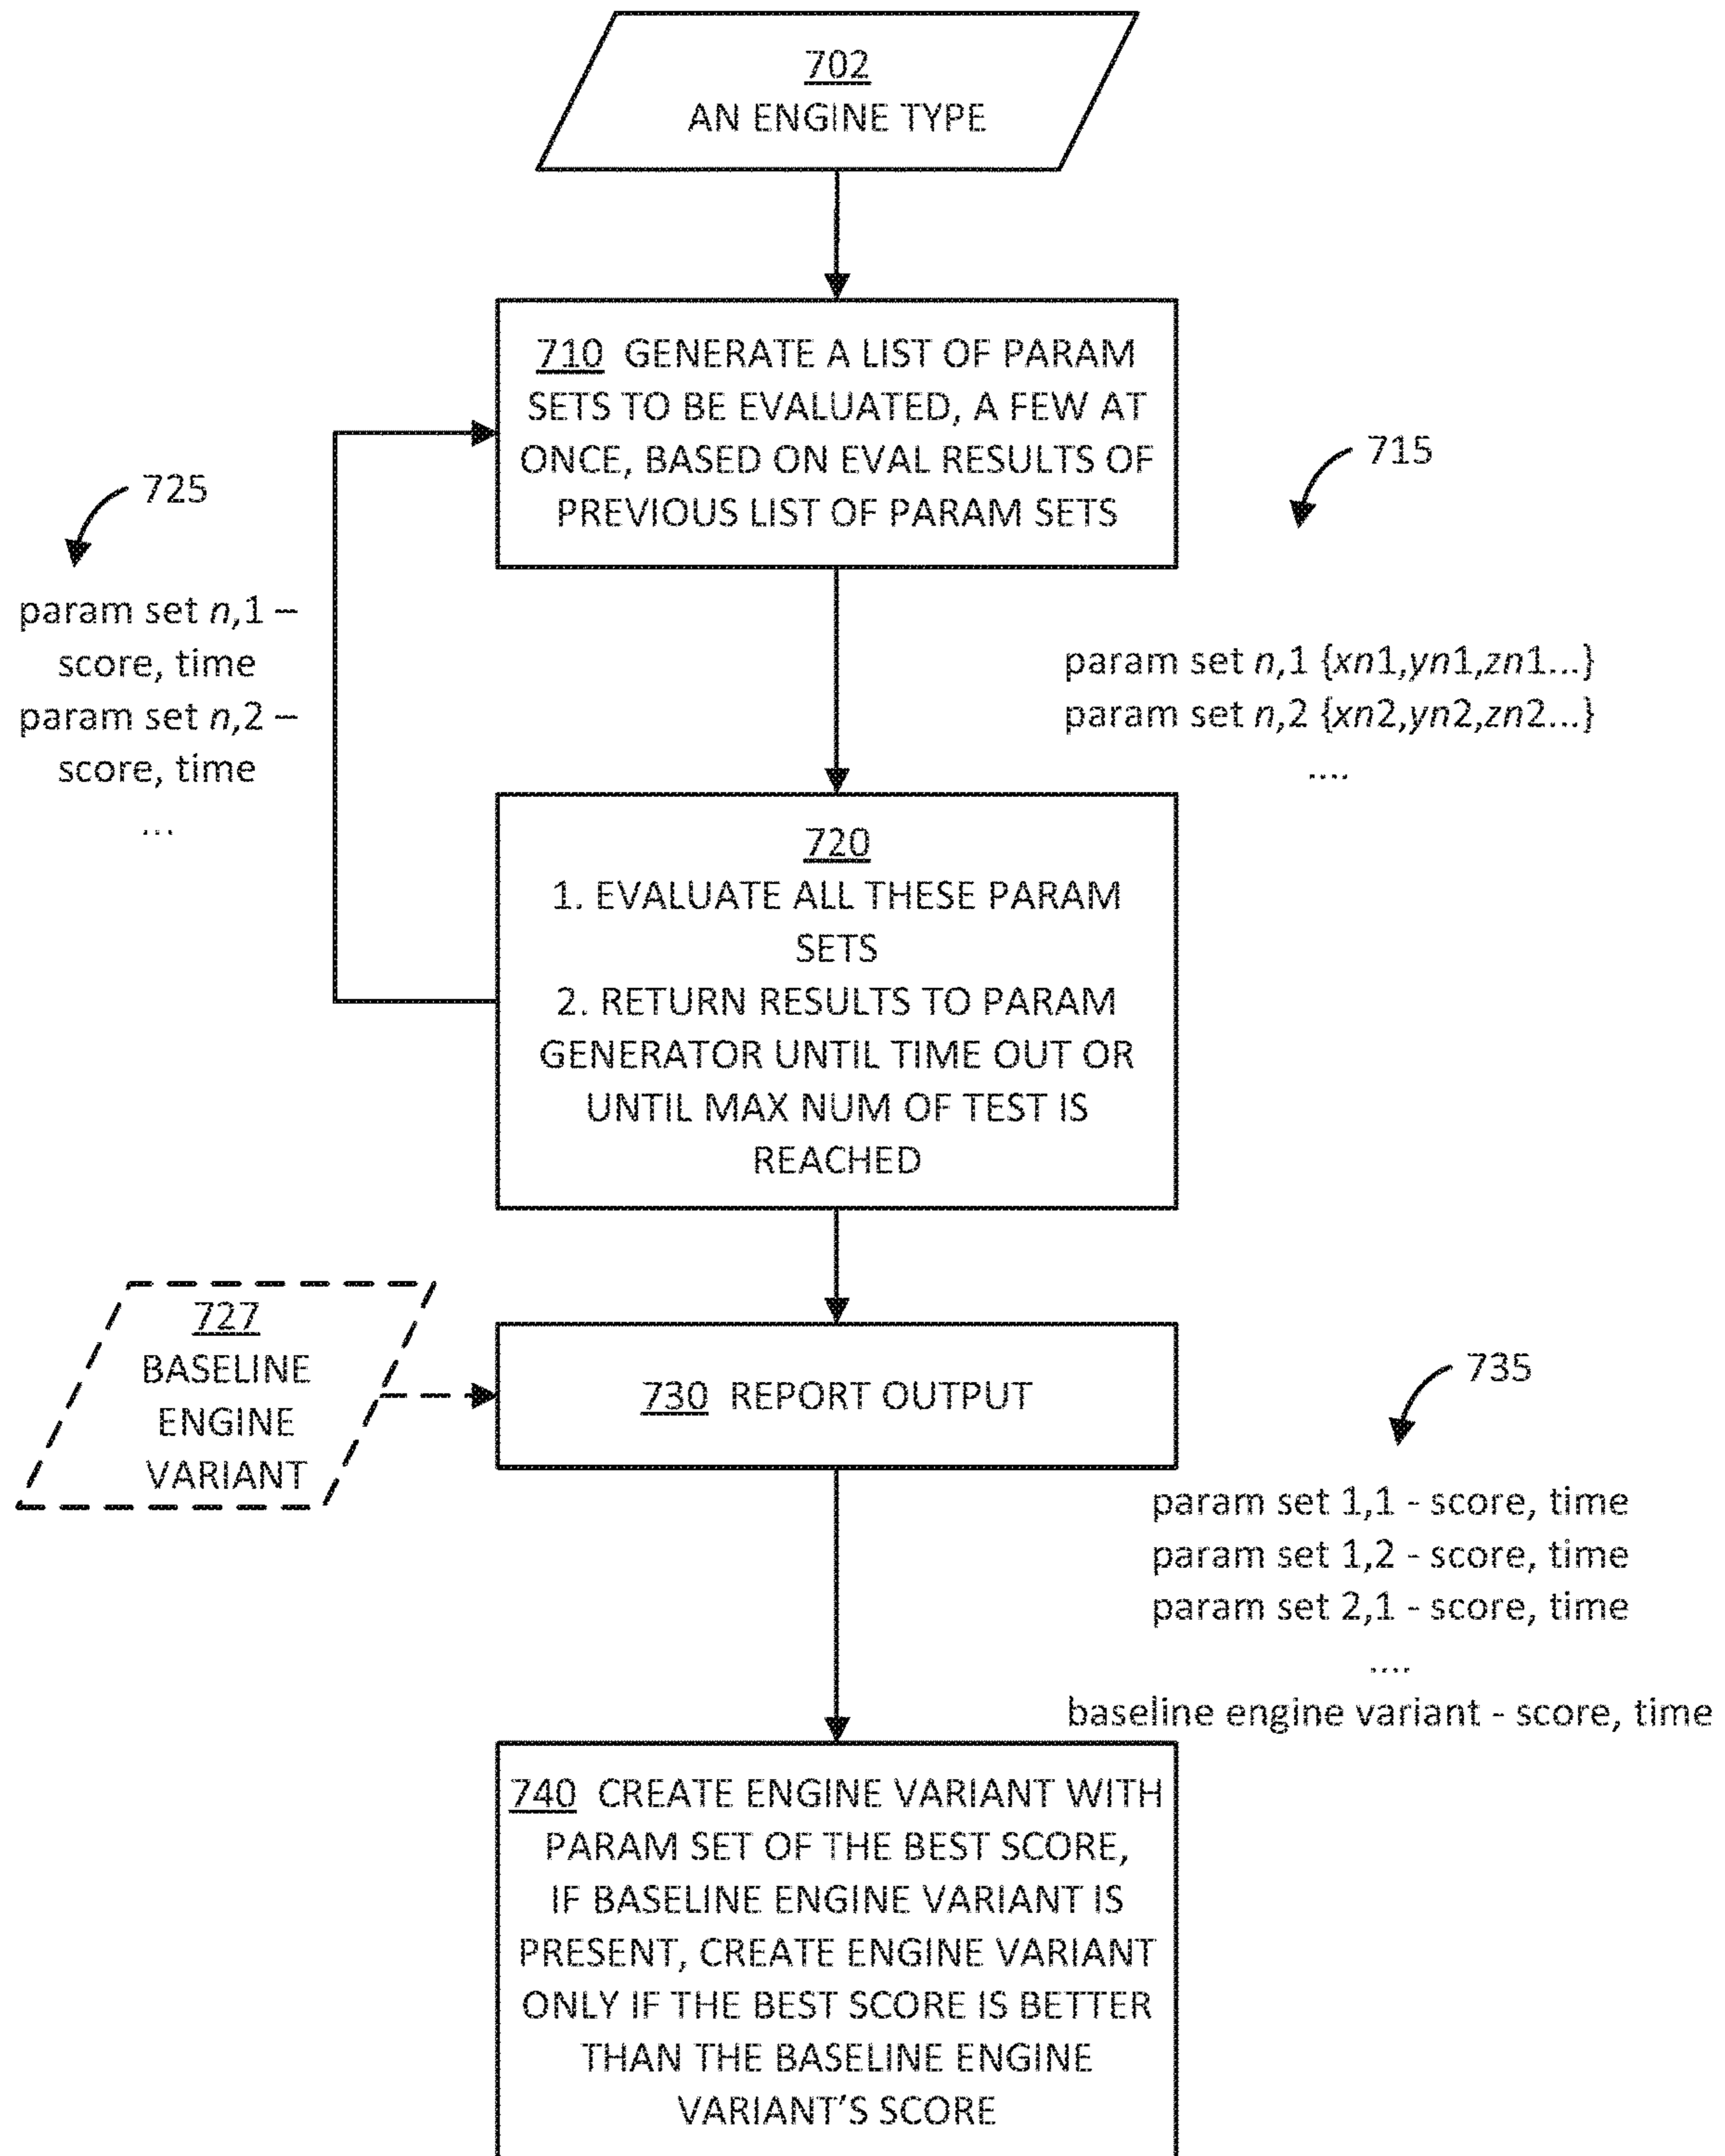 702
AN ENGINE TYPE
710 GENERATE A LIST OF PARAM
SETS TO BE EVALUATED, A FEW AT
ONCE, BASED ON EVAL RESULTS OF
PREVIOUS LIST OF PARAM SETS
715
725
param set n,1 –
score, time
param set n,2 –
score, time
...
param set n,1 {xn1,yn1,zn1...}
param set n,2 {xn2,yn2,zn2...}
....
720
1. EVALUATE ALL THESE PARAM
SETS
2. RETURN RESULTS TO PARAM
GENERATOR UNTIL TIME OUT OR
UNTIL MAX NUM OF TEST IS
REACHED
727
BASELINE
ENGINE
VARIANT
730 REPORT OUTPUT
735
param set 1,1 - score, time
param set 1,2 - score, time
param set 2,1 - score, time
....
baseline engine variant - score, time
740 CREATE ENGINE VARIANT WITH
PARAM SET OF THE BEST SCORE,
IF BASELINE ENGINE VARIANT IS
PRESENT, CREATE ENGINE VARIANT
ONLY IF THE BEST SCORE IS BETTER
THAN THE BASELINE ENGINE
VARIANT'S SCORE